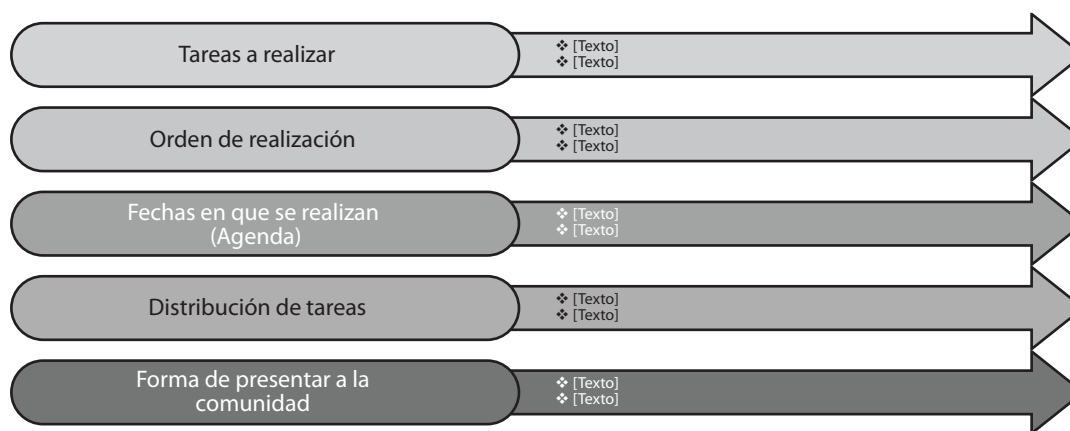 Tareas a realizar
❖ [Texto]
❖ [Texto]
Orden de realización
❖ [Texto]
❖ [Texto]
Fechas en que se realizan
(Agenda)
❖ [Texto]
❖ [Texto]
Distribución de tareas
❖ [Texto]
❖ [Texto]
Forma de presentar a la
comunidad
❖ [Texto]
❖ [Texto]